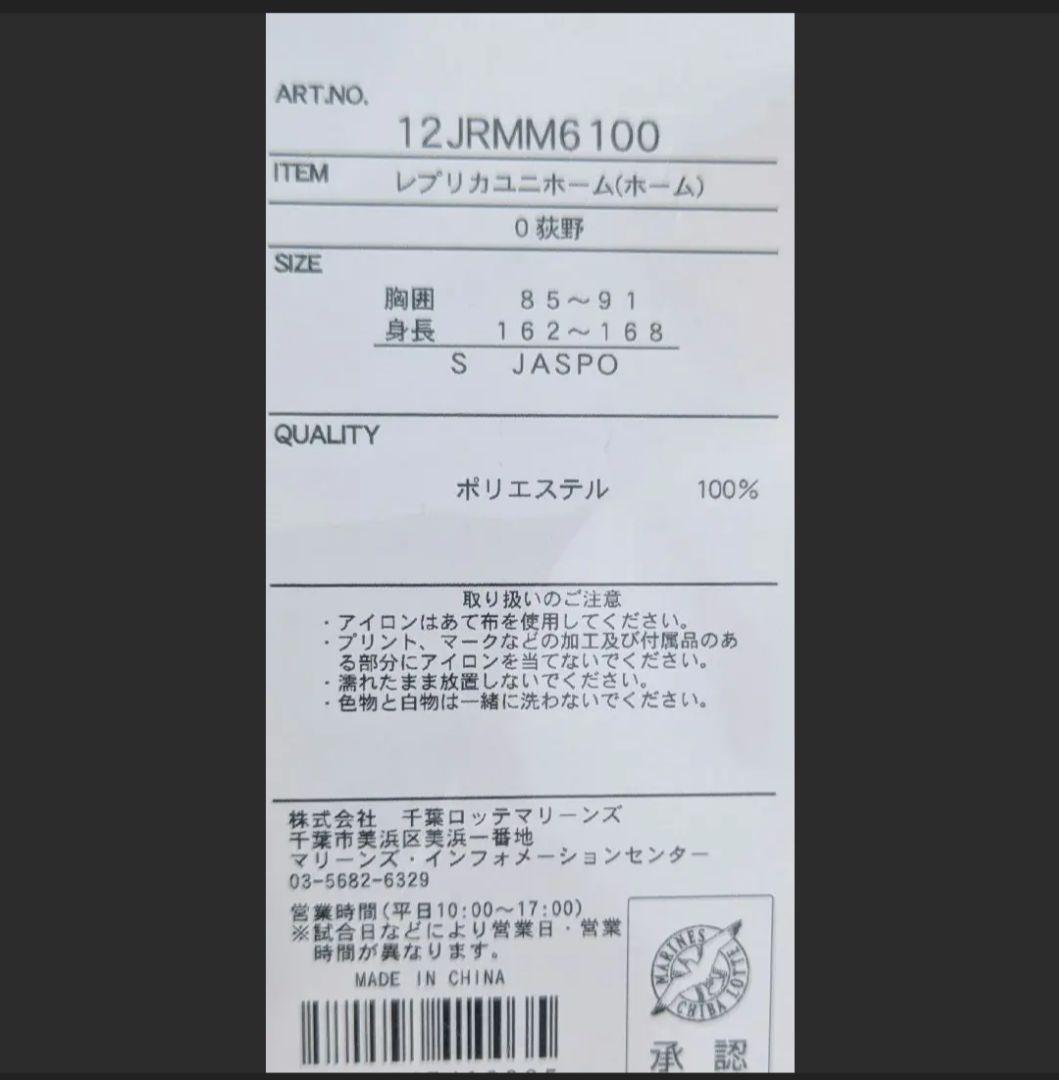 ART.NO.
12JRMM6100
ITEM
レプリカユニホーム(ホーム)
0 荻野
SIZE
胸囲 85～91
身長 162～168
S JASPO
QUALITY
ポリエステル 100%
取り扱いのご注意
・アイロンはあて布を使用してください。
・プリント、マークなどの加工及び付属品のあ
る部分にアイロンを当てないでください。
・濡れたまま放置しないでください。
・色物と白物は一緒に洗わないでください。
株式会社 千葉ロッテマリーンズ
千葉市美浜区美浜一番地
マリーンズ・インフォメーションセンター
03-5682-6329
営業時間(平日10:00～17:00)
※試合日などにより営業日・営業
時間が異なります。
MADE IN CHINA
MARINES
LOTTE
CHIBA
承認